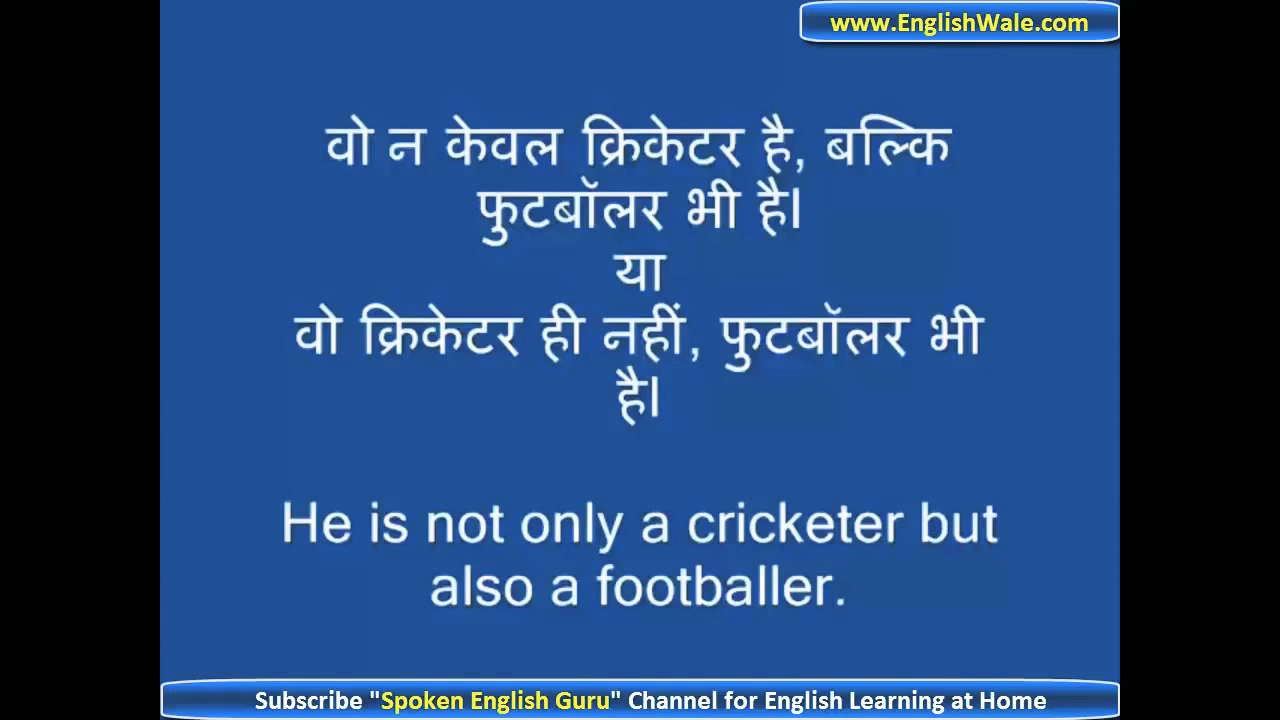 www.EnglishWale.com
वो न केवल क्रिकेटर है, बल्कि
फुटबॉलर भी है।
या
वो क्रिकेटर ही नहीं, फुटबॉलर भी
है।
He is not only a cricketer but
also a footballer.
Subscribe "Spoken English Guru" Channel for English Learning at Home